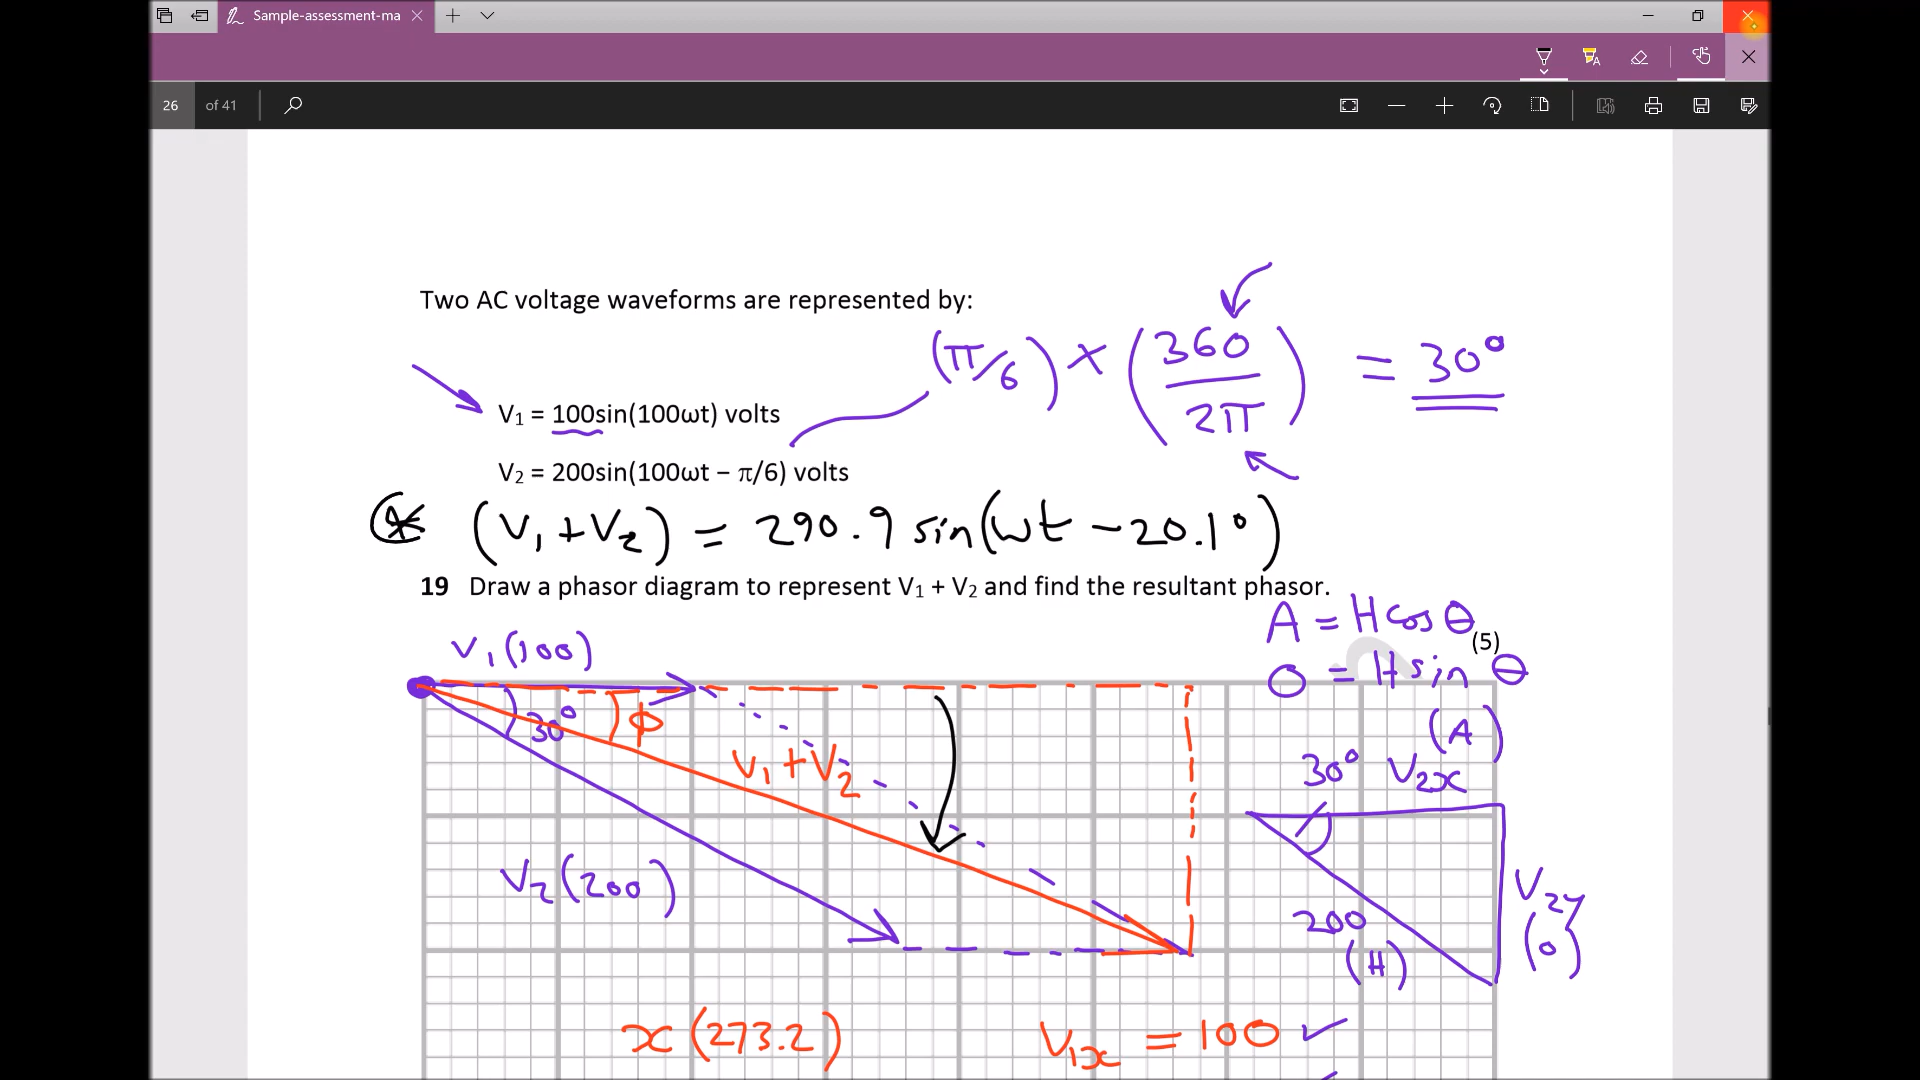 Sample-assessment-ma
26 of 41
Two AC voltage waveforms are represented by:
(π/6) × (360/2π) = 30°
V₁ = 100sin(100ωt) volts
V₂ = 200sin(100ωt − π/6) volts
(V₁ + V₂) = 290.9 sin(ωt − 20.1°)
19 Draw a phasor diagram to represent V₁ + V₂ and find the resultant phasor.
A = H cos θ
(5)
O = H sin θ
V₁(100)
30°
ϕ
V₁ + V₂
V₂(200)
(A)
30° V₂x
V₂y
(O)
200
(H)
x(273.2)
V₁x = 100 ✓